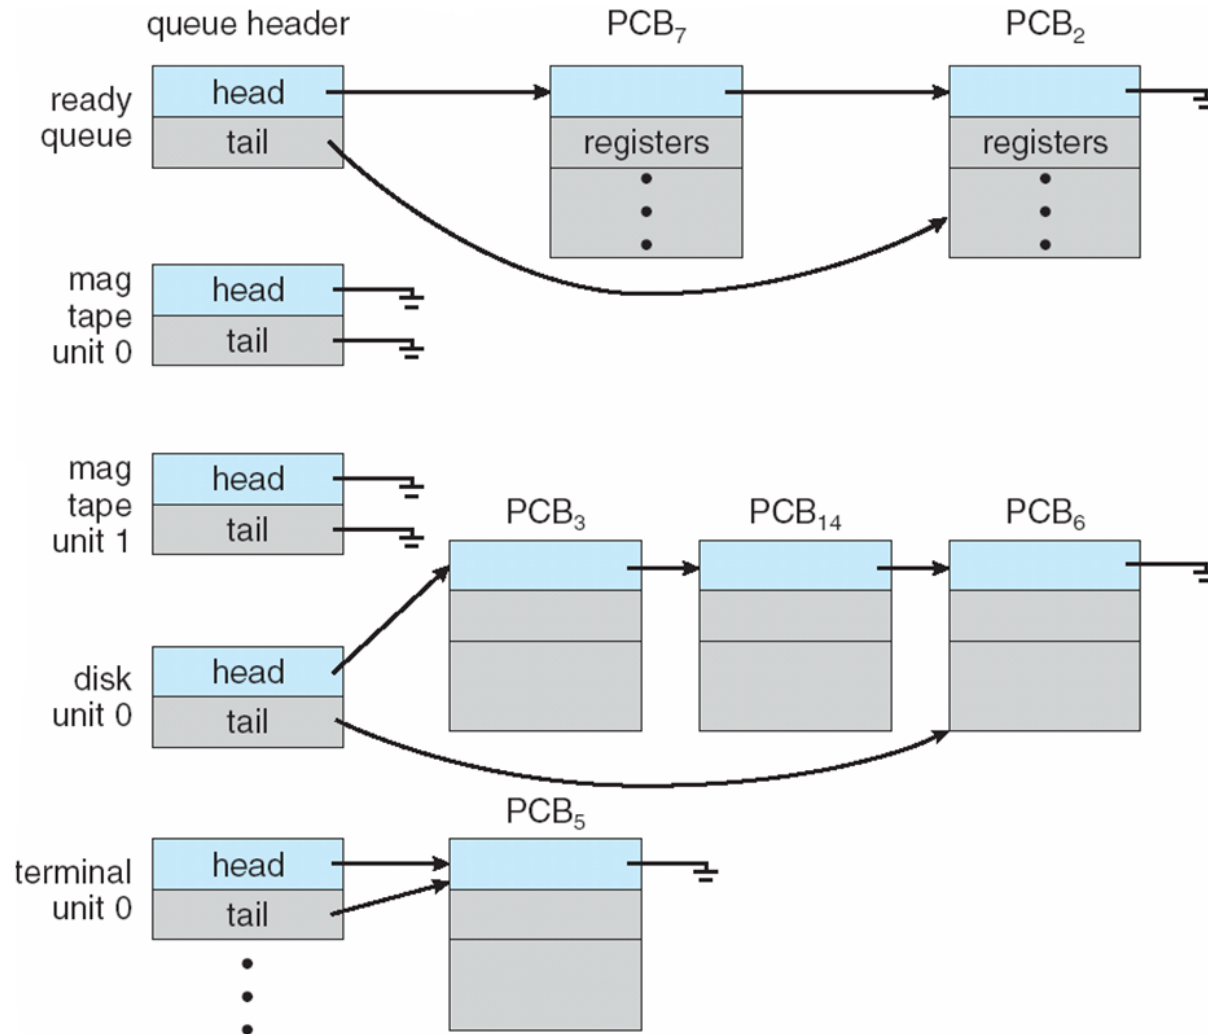 queue header
PCB₇
PCB₂
ready
queue
head
tail
registers
registers
mag
tape
unit 0
head
tail
mag
tape
unit 1
head
tail
PCB₃
PCB₁₄
PCB₆
disk
unit 0
head
tail
PCB₅
terminal
unit 0
head
tail